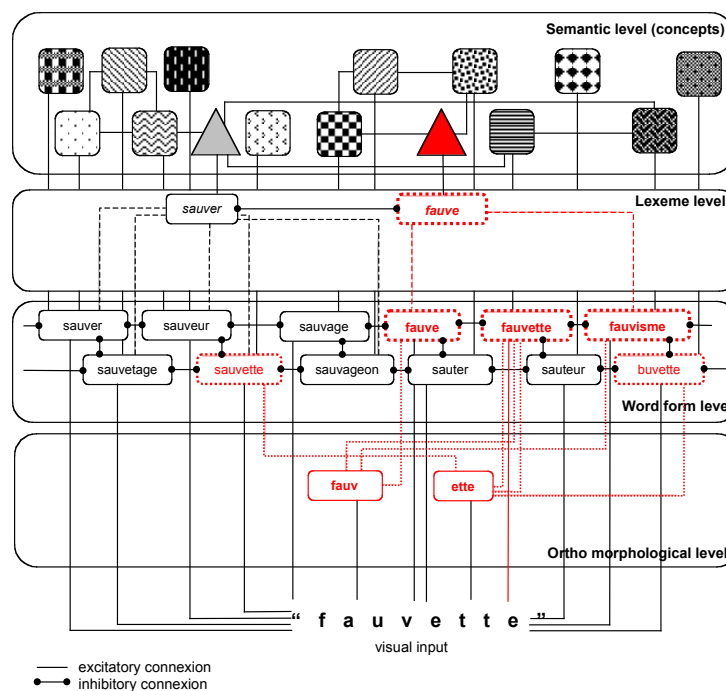 Semantic level (concepts)
Lexeme level
sauver
fauve
sauver
sauveur
sauvage
fauve
fauvette
fauvisme
sauvetage
sauvette
sauvageon
sauter
sauteur
buvette
Word form level
fauv
ette
Ortho morphological level
“ f a u v e t t e ”
visual input
excitatory connexion
inhibitory connexion